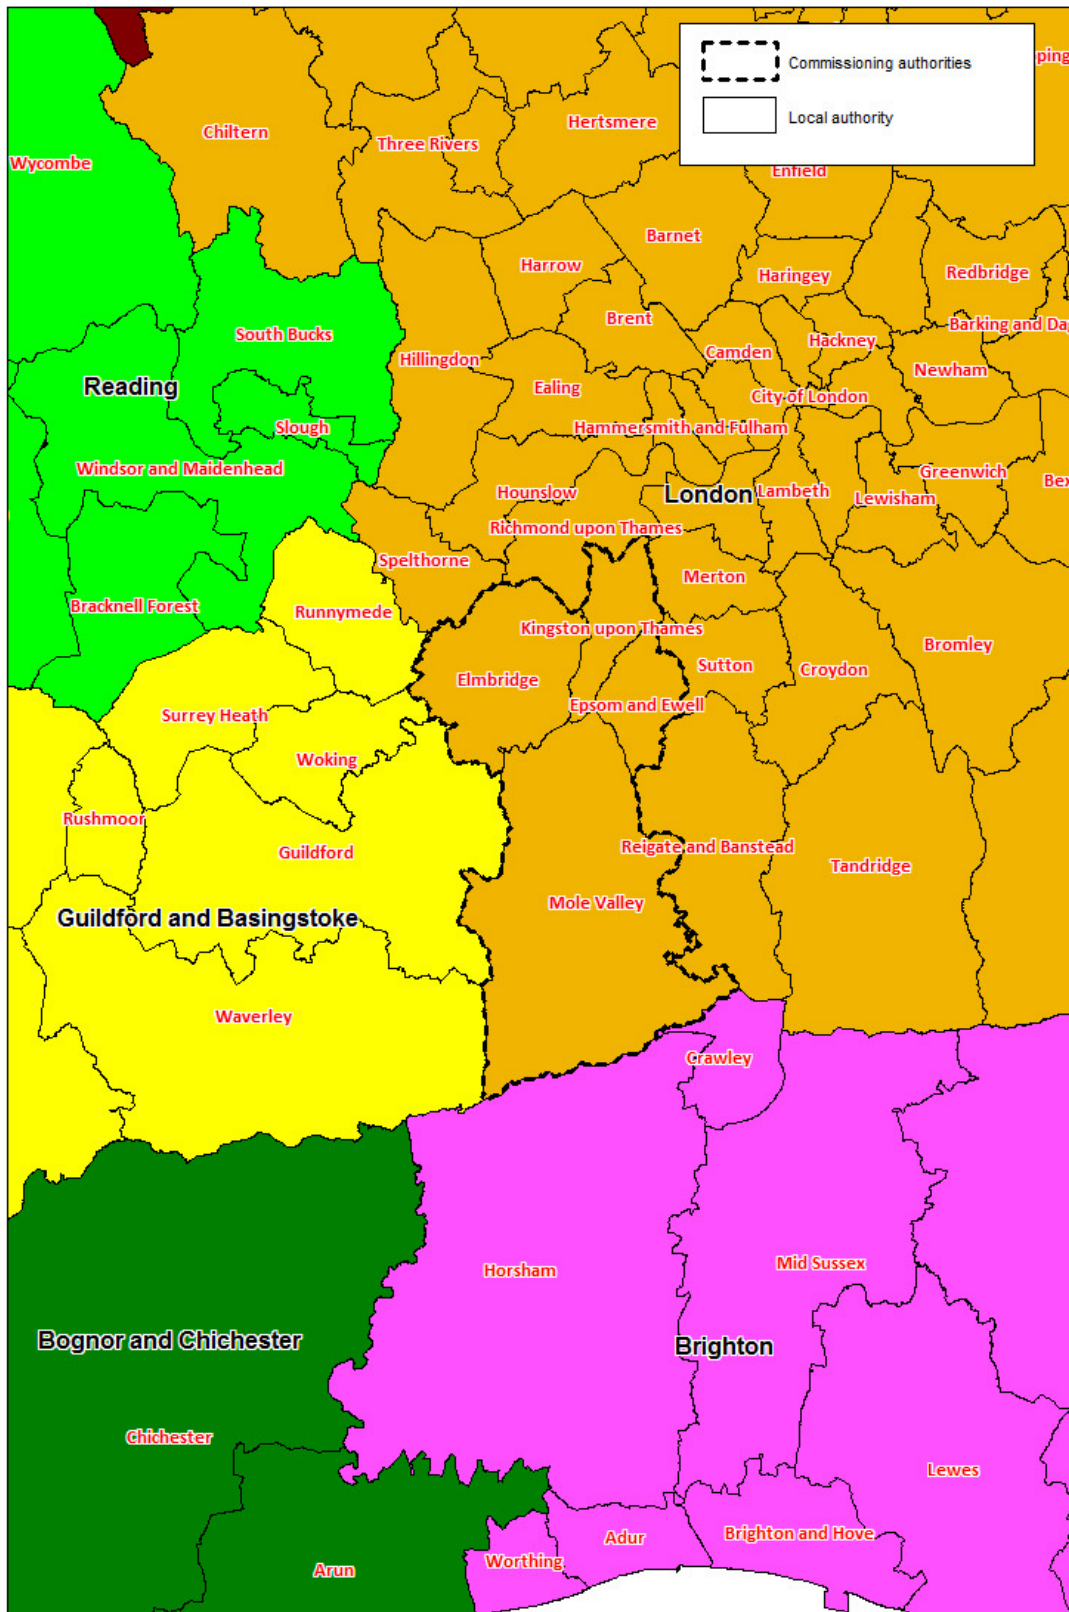 Commissioning authorities
Local authority
ping
Chiltern
Three Rivers
Hertsmere
Wycombe
Enfield
Barnet
Harrow
Haringey
Redbridge
South Bucks
Brent
Hackney
Barking and Dag
Hillingdon
Camden
Newham
Reading
Ealing
City of London
Slough
Hammersmith and Fulham
Windsor and Maidenhead
Greenwich
Bex
Hounslow
London
Lambeth
Lewisham
Richmond upon Thames
Spelthorne
Merton
Bracknell Forest
Runnymede
Kingston upon Thames
Bromley
Elmbridge
Sutton
Croydon
Epsom and Ewell
Surrey Heath
Woking
Rushmoor
Guildford
Reigate and Banstead
Tandridge
Mole Valley
Guildford and Basingstoke
Waverley
Crawley
Horsham
Mid Sussex
Bognor and Chichester
Brighton
Chichester
Lewes
Brighton and Hove
Adur
Worthing
Arun